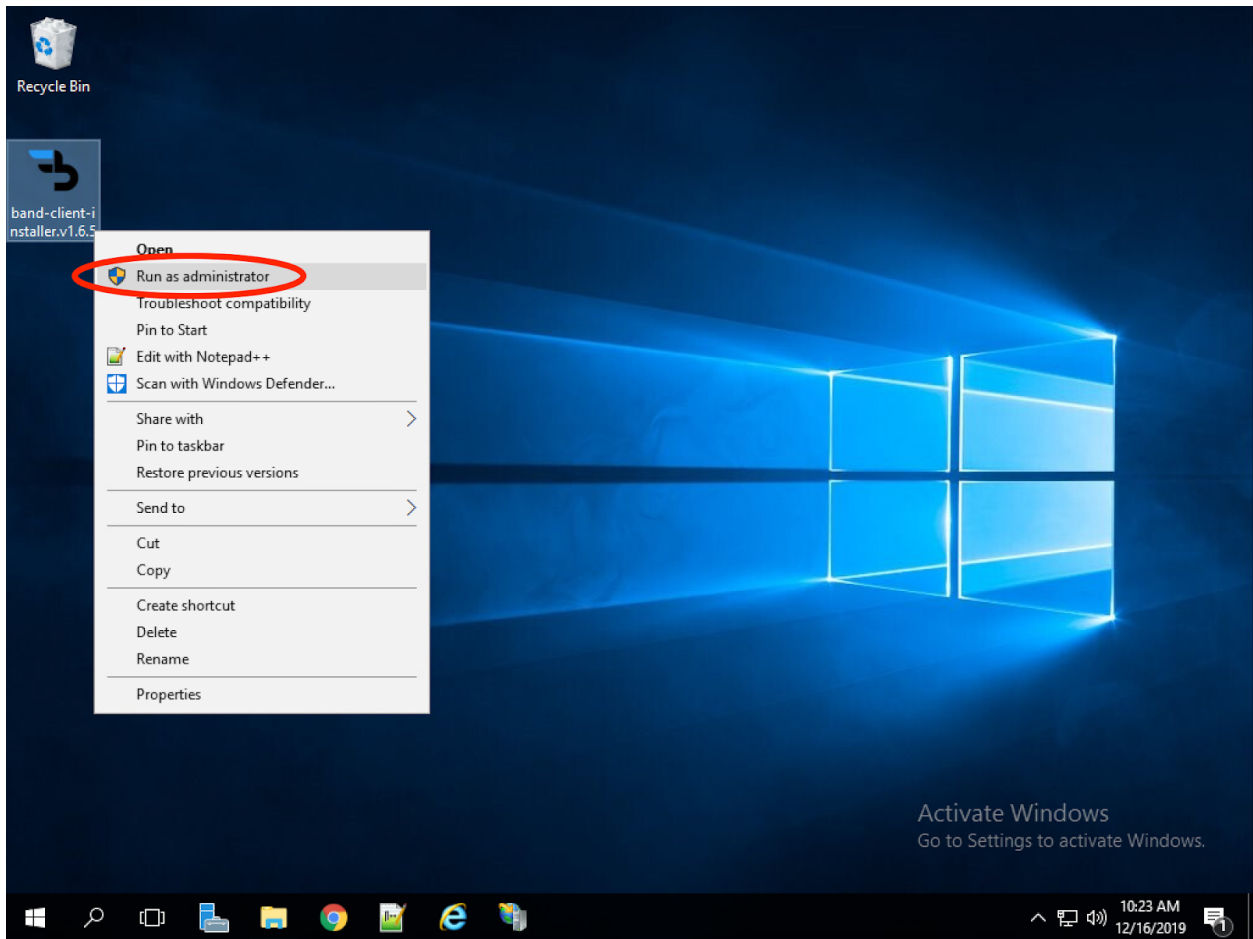 Recycle Bin
band-client-i
nstaller.v1.6.5
Open
Run as administrator
Troubleshoot compatibility
Pin to Start
Edit with Notepad++
Scan with Windows Defender...
Share with
Pin to taskbar
Restore previous versions
Send to
Cut
Copy
Create shortcut
Delete
Rename
Properties
Activate Windows
Go to Settings to activate Windows.
10:23 AM
12/16/2019
1